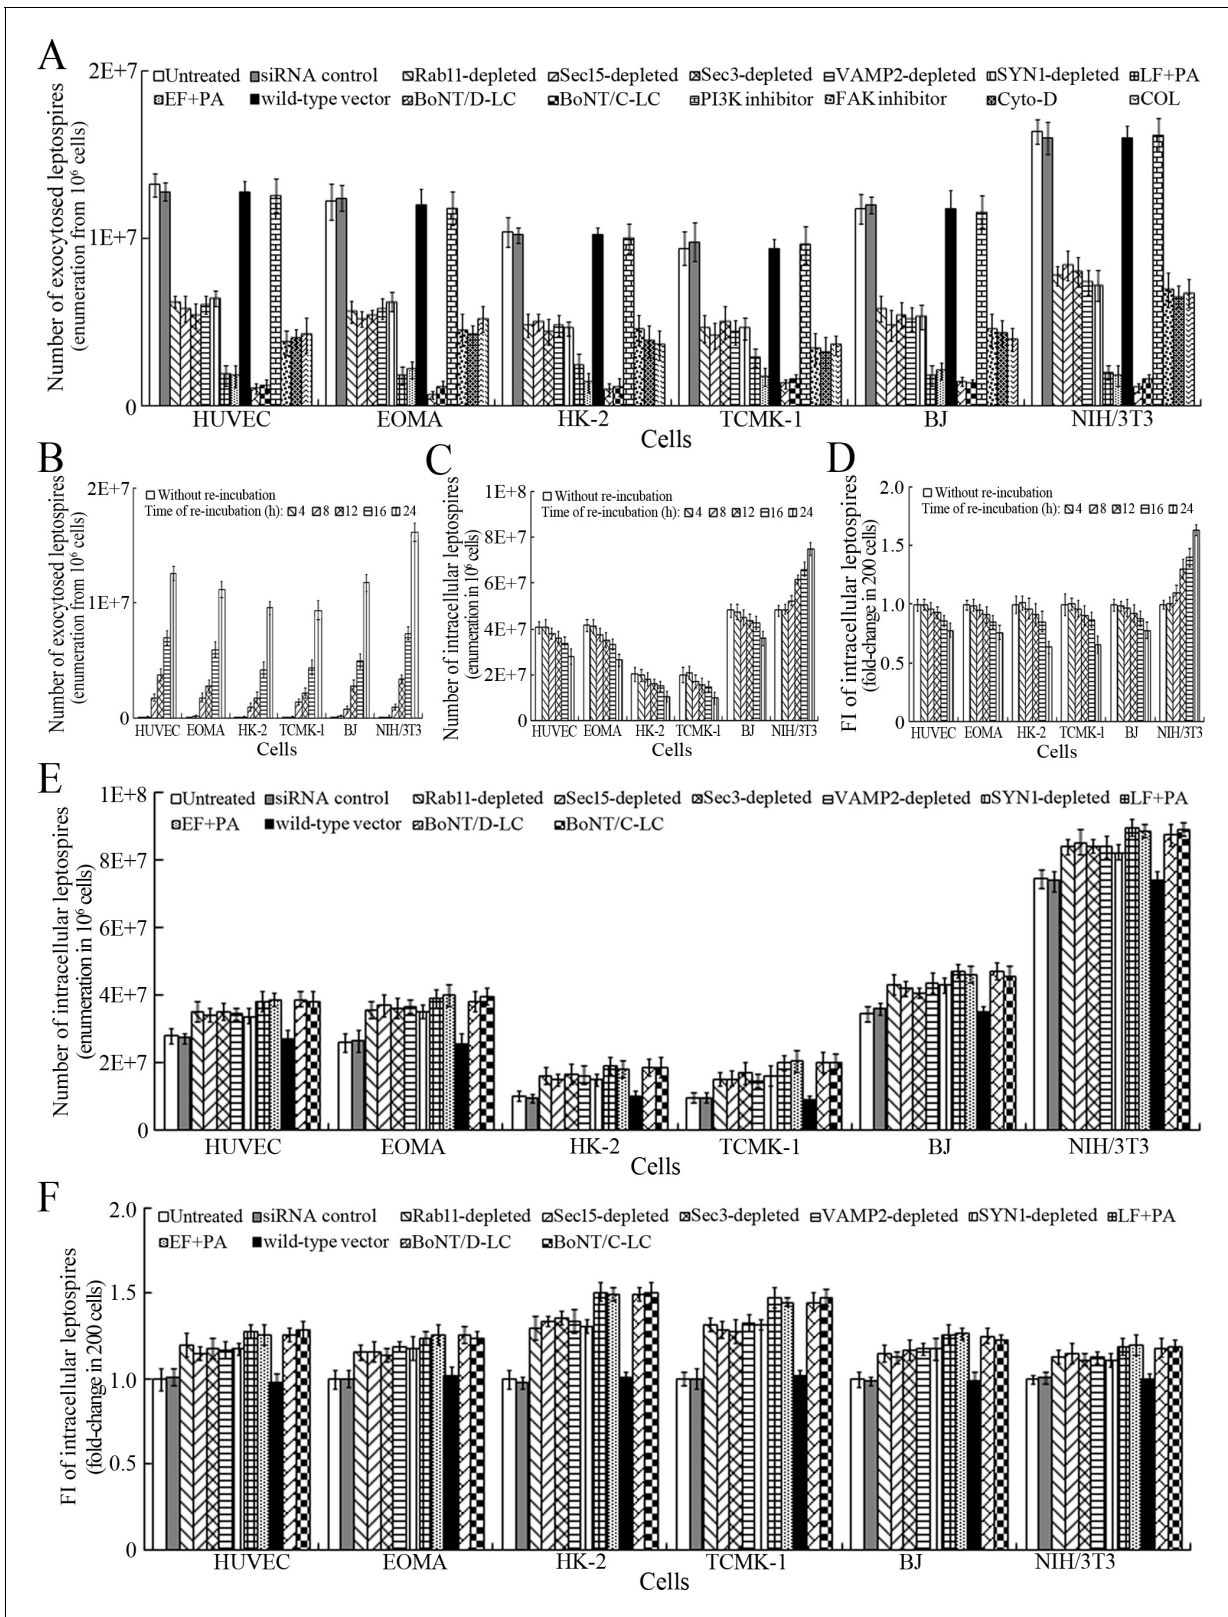 A
2E+7
Untreated siRNA control Rab11-depleted Sec15-depleted Sec3-depleted VAMP2-depleted SYN1-depleted LF+PA
EF+PA wild-type vector BoNT/D-LC BoNT/C-LC PI3K inhibitor FAK inhibitor Cyto-D COL
Number of exocytosed leptospires
(enumeration from 10⁶ cells)
1E+7
0
HUVEC EOMA HK-2 TCMK-1 BJ NIH/3T3
Cells
B
Number of exocytosed leptospires
(enumeration from 10⁶ cells)
2E+7
Without re-incubation
Time of re-incubation (h): 4 8 12 16 24
1E+7
0
HUVEC EOMA HK-2 TCMK-1 BJ NIH/3T3
Cells
C
Number of intracellular leptospires
(enumeration in 10⁶ cells)
1E+8
Without re-incubation
Time of re-incubation (h): 4 8 12 16 24
8E+7
6E+7
4E+7
2E+7
0
HUVEC EOMA HK-2 TCMK-1 BJ NIH/3T3
Cells
D
FI of intracellular leptospires
(fold-change in 200 cells)
2.0
Without re-incubation
Time of re-incubation (h): 4 8 12 16 24
1.5
1.0
0.5
0
HUVEC EOMA HK-2 TCMK-1 BJ NIH/3T3
Cells
E
1E+8
Untreated siRNA control Rab11-depleted Sec15-depleted Sec3-depleted VAMP2-depleted SYN1-depleted LF+PA
EF+PA wild-type vector BoNT/D-LC BoNT/C-LC
Number of intracellular leptospires
(enumeration in 10⁶ cells)
8E+7
6E+7
4E+7
2E+7
0
HUVEC EOMA HK-2 TCMK-1 BJ NIH/3T3
Cells
F
2.0
Untreated siRNA control Rab11-depleted Sec15-depleted Sec3-depleted VAMP2-depleted SYN1-depleted LF+PA
EF+PA wild-type vector BoNT/D-LC BoNT/C-LC
FI of intracellular leptospires
(fold-change in 200 cells)
1.5
1.0
0.5
0
HUVEC EOMA HK-2 TCMK-1 BJ NIH/3T3
Cells